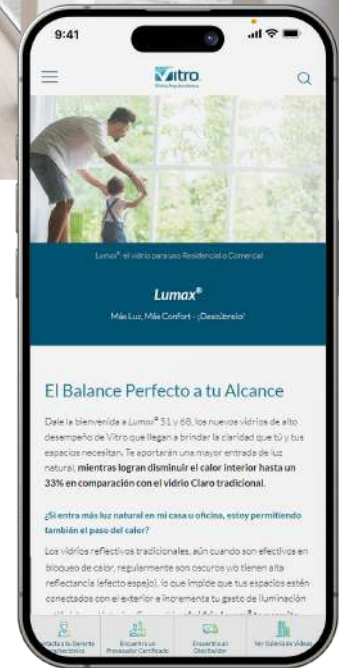 9:41
Vitro
Lumax®: el vidrio para uso Residencial o Comercial
Lumax®
Más Luz, Más Confort - ¡Descúbrelo!
El Balance Perfecto a tu Alcance
Dale la bienvenida a Lumax® 51 y 68, los nuevos vidrios de alto
desempeño de Vitro que llegan a brindar la claridad que tú y tus
espacios necesitan. Te aportarán una mayor entrada de luz
natural, mientras logran disminuir el calor interior hasta un
33% en comparación con el vidrio Claro tradicional.
¿Si entra más luz natural en mi casa u oficina, estoy permitiendo
también el paso del calor?
Los vidrios reflectivos tradicionales, aún cuando son efectivos en
bloqueo de calor, regularmente son oscuros y/o tienen alta
reflectancia (efecto espejo), lo que impide que tus espacios estén
conectados con el exterior e incrementa tu gasto de iluminación
Contacta a tu Gerente
Arquitectónico
Encuentra un
Procesador Certificado
Encuentra un
Distribuidor
Ver Galería de Videos